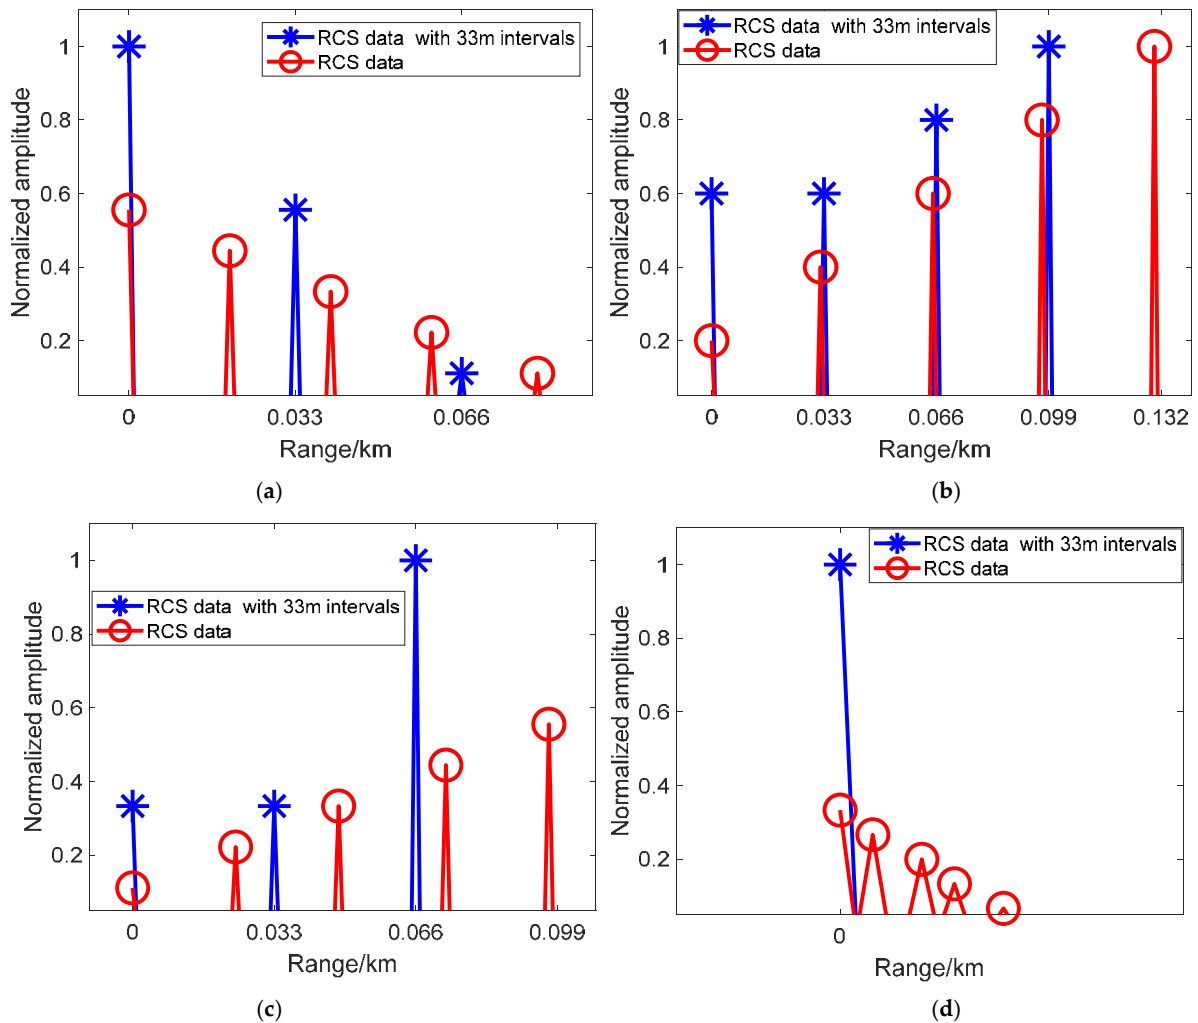 RCS data with 33m intervals
RCS data
Normalized amplitude
1
0.8
0.6
0.4
0.2
0 0.033 0.066
Range/km
(a)
RCS data with 33m intervals
RCS data
Normalized amplitude
1
0.8
0.6
0.4
0.2
0 0.033 0.066 0.099 0.132
Range/km
(b)
RCS data with 33m intervals
RCS data
Normalized amplitude
1
0.8
0.6
0.4
0.2
0 0.033 0.066 0.099
Range/km
(c)
RCS data with 33m intervals
RCS data
Normalized amplitude
1
0.8
0.6
0.4
0.2
0
Range/km
(d)